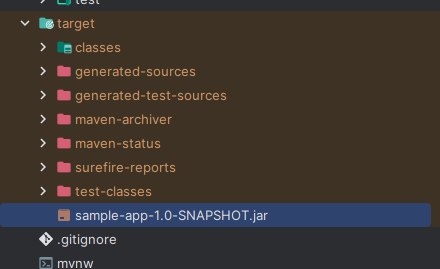 test
target
classes
generated-sources
generated-test-sources
maven-archiver
maven-status
surefire-reports
test-classes
sample-app-1.0-SNAPSHOT.jar
.gitignore
mvnw